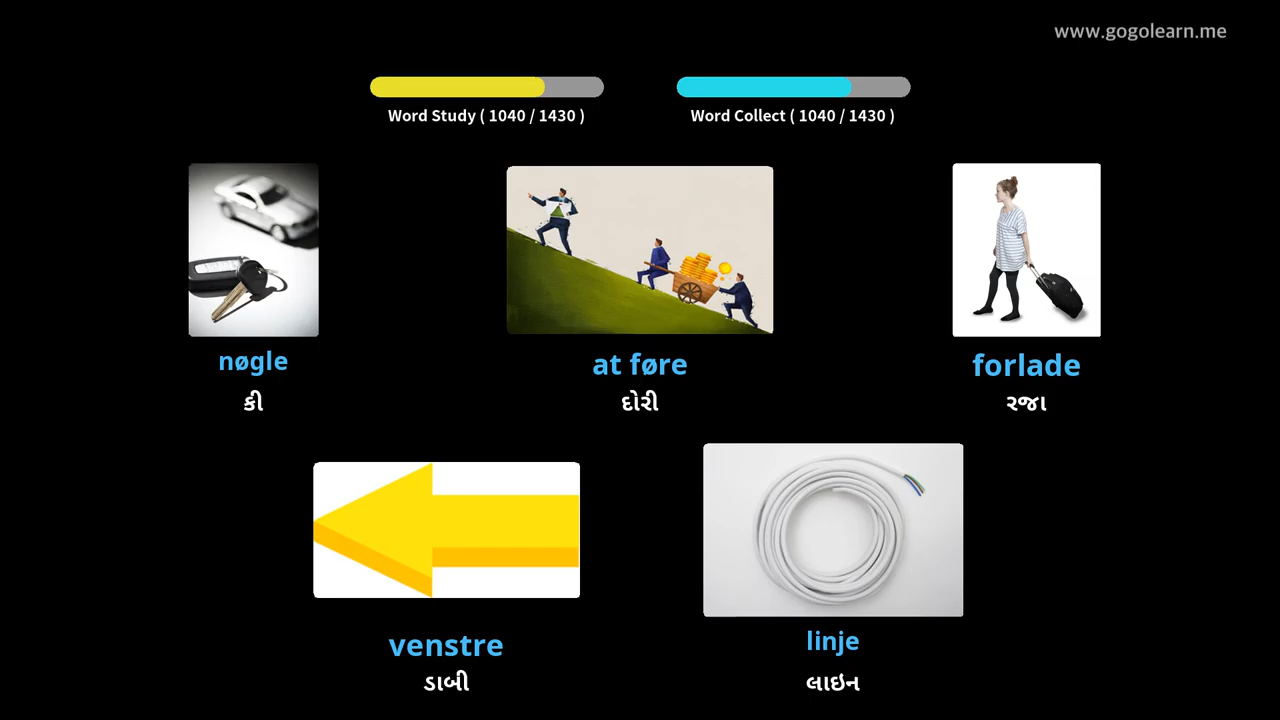 www.gogolearn.me
Word Study ( 1040 / 1430 )
Word Collect ( 1040 / 1430 )
nøgle
કી
at føre
દોરી
forlade
રજા
venstre
ડાબી
linje
લાઇન